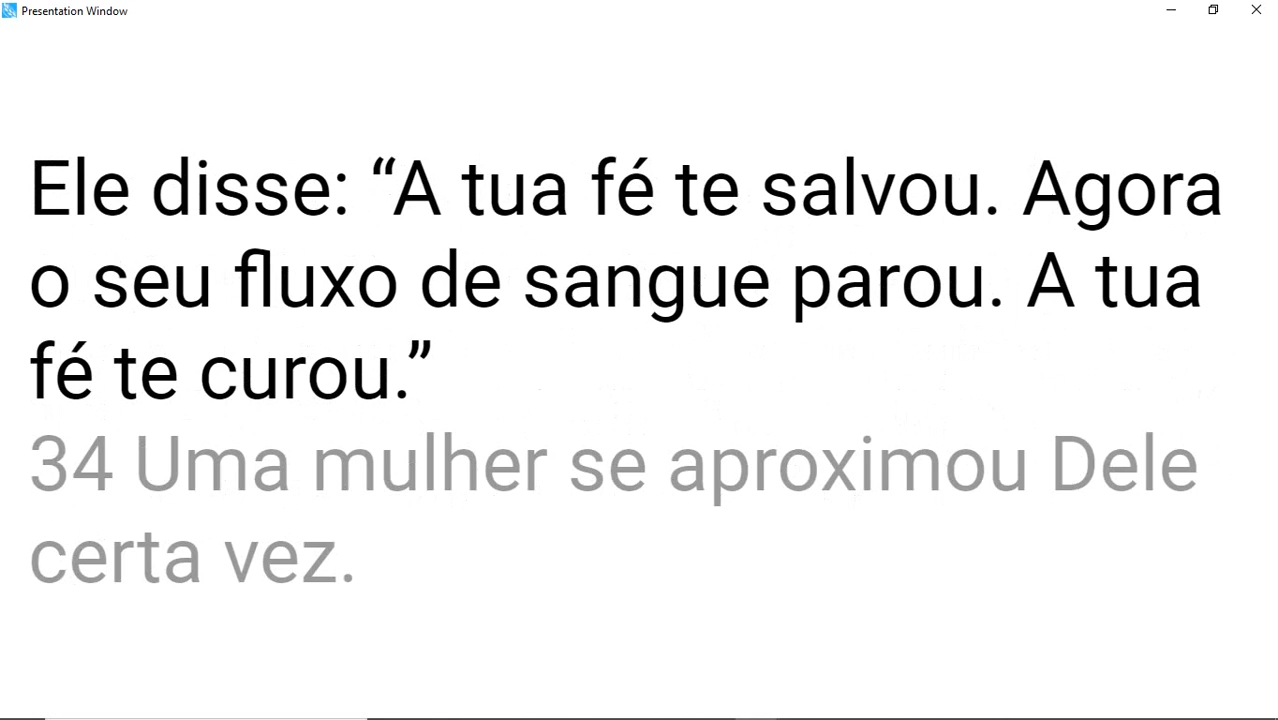 Presentation Window
Ele disse: “A tua fé te salvou. Agora
o seu fluxo de sangue parou. A tua
fé te curou.”
34 Uma mulher se aproximou Dele
certa vez.